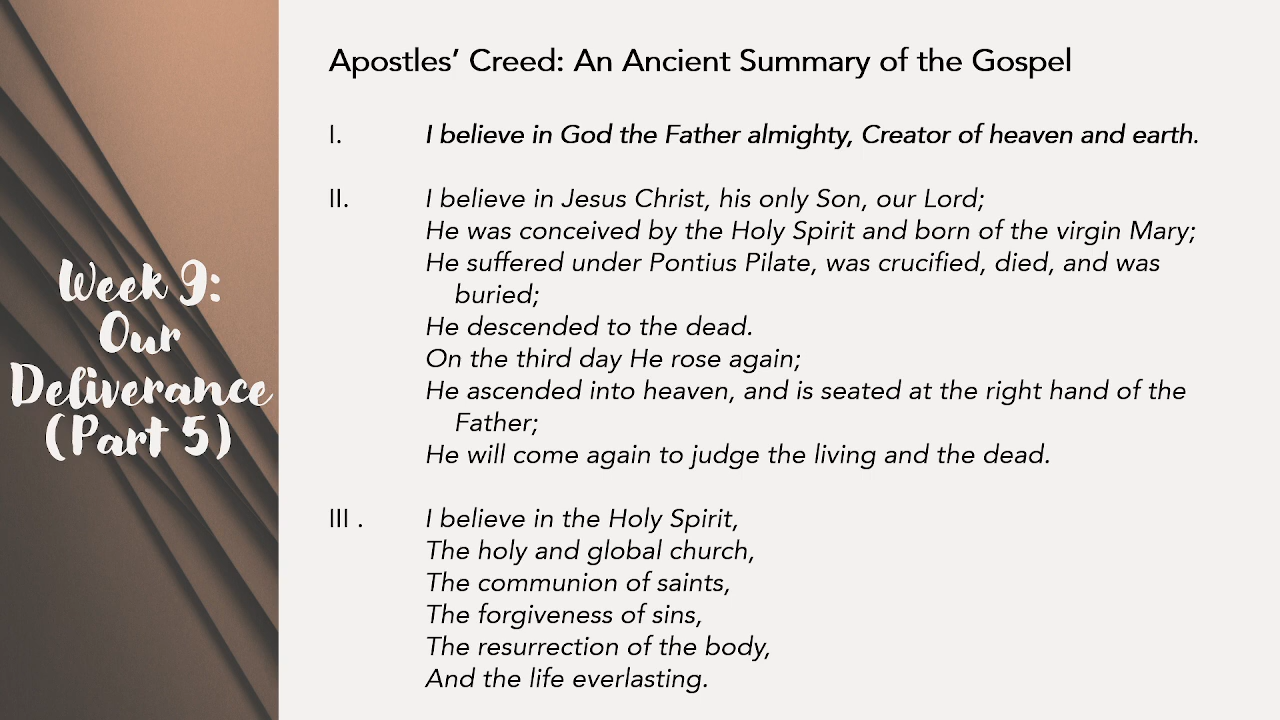 Week 9:
Our
Deliverance
(Part 5)
Apostles’ Creed: An Ancient Summary of the Gospel
I. I believe in God the Father almighty, Creator of heaven and earth.
II. I believe in Jesus Christ, his only Son, our Lord;
He was conceived by the Holy Spirit and born of the virgin Mary;
He suffered under Pontius Pilate, was crucified, died, and was
buried;
He descended to the dead.
On the third day He rose again;
He ascended into heaven, and is seated at the right hand of the
Father;
He will come again to judge the living and the dead.
III . I believe in the Holy Spirit,
The holy and global church,
The communion of saints,
The forgiveness of sins,
The resurrection of the body,
And the life everlasting.